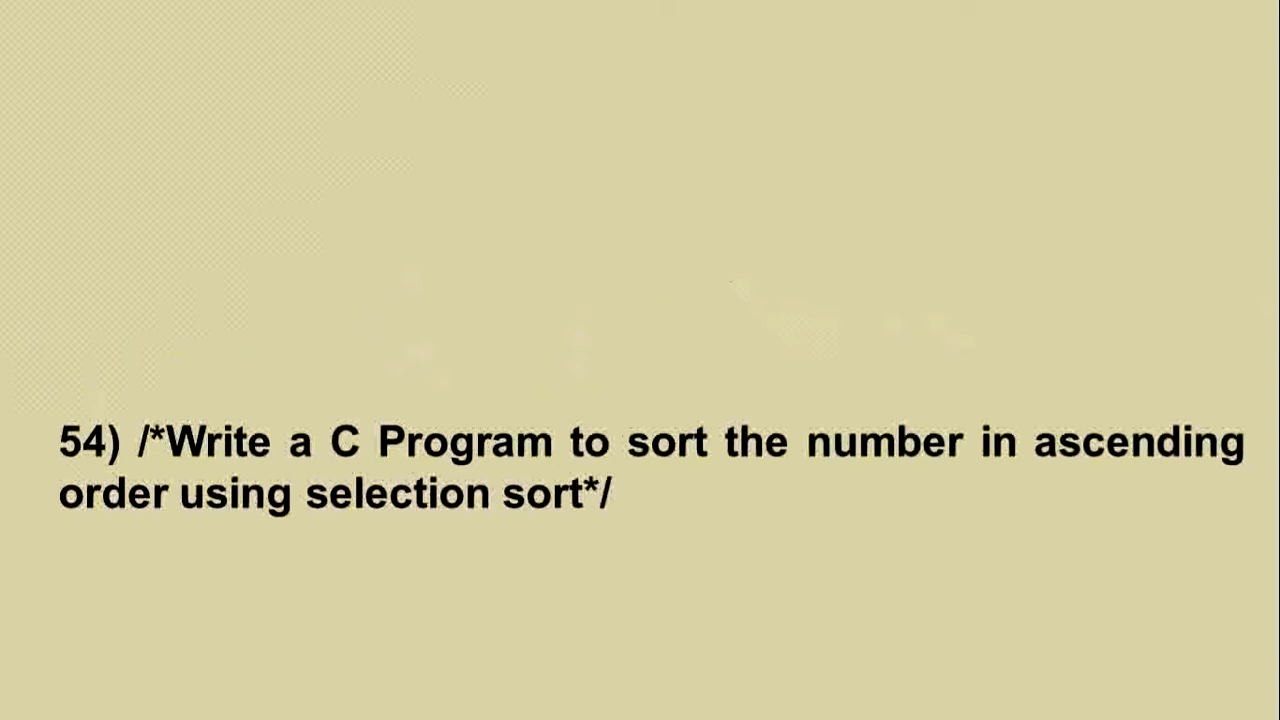 54) /*Write a C Program to sort the number in ascending
order using selection sort*/